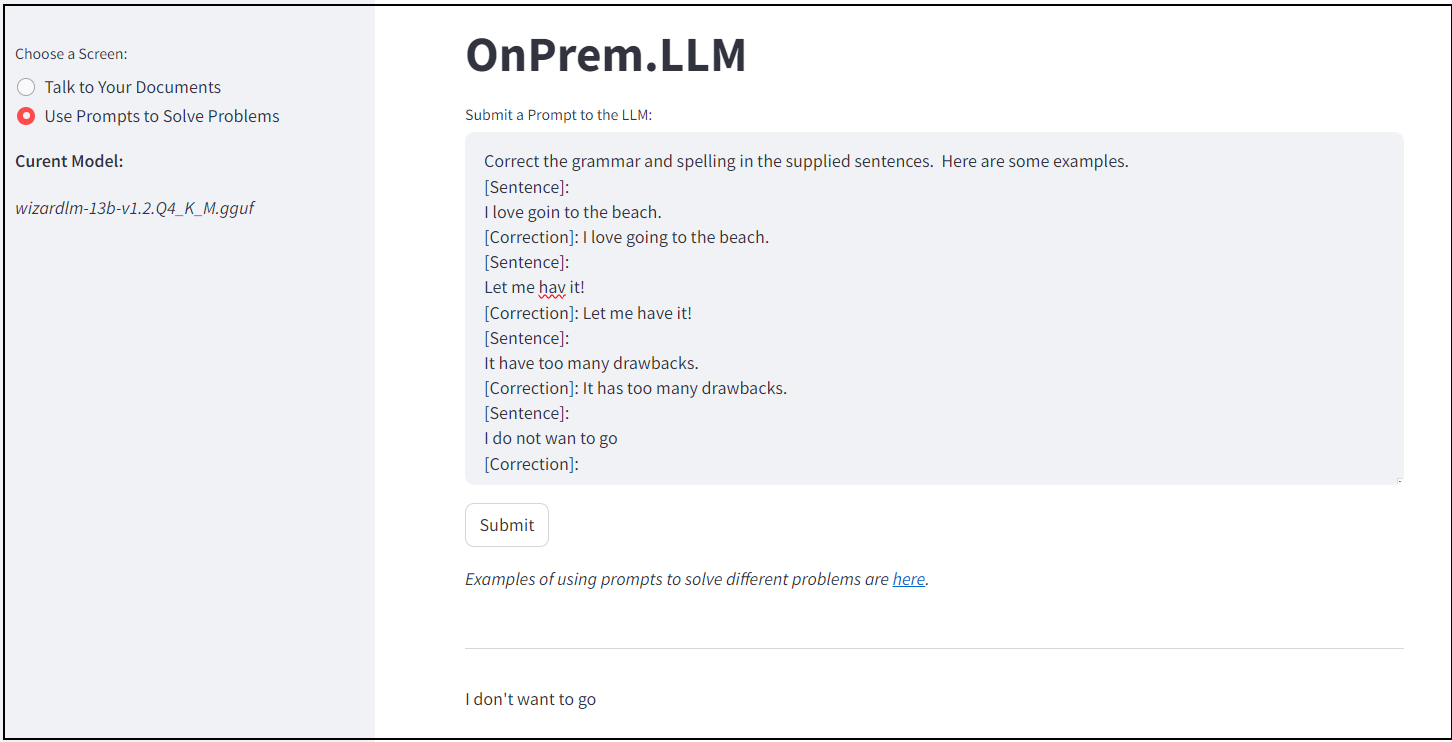 Choose a Screen:
Talk to Your Documents
Use Prompts to Solve Problems
Curent Model:
wizardlm-13b-v1.2.Q4_K_M.gguf
OnPrem.LLM
Submit a Prompt to the LLM:
Correct the grammar and spelling in the supplied sentences.  Here are some examples.
[Sentence]:
I love goin to the beach.
[Correction]: I love going to the beach.
[Sentence]:
Let me hav it!
[Correction]: Let me have it!
[Sentence]:
It have too many drawbacks.
[Correction]: It has too many drawbacks.
[Sentence]:
I do not wan to go
[Correction]:
Submit
Examples of using prompts to solve different problems are here.
I don't want to go